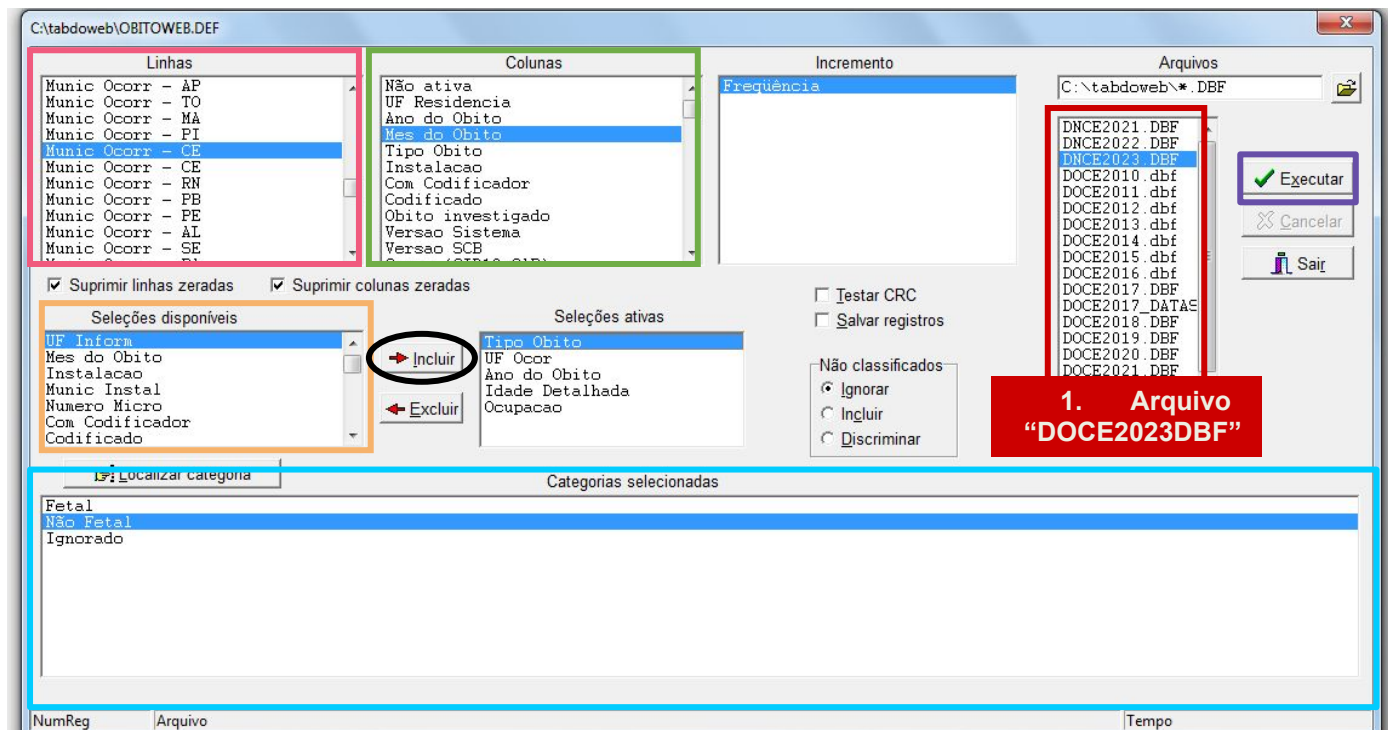 C:\tabdoweb\OBITOWEB.DEF
Linhas
Munic Ocorr - AP
Munic Ocorr - TO
Munic Ocorr - MA
Munic Ocorr - PI
Munic Ocorr - CE
Munic Ocorr - CE
Munic Ocorr - RN
Munic Ocorr - PB
Munic Ocorr - PE
Munic Ocorr - AL
Munic Ocorr - SE
Colunas
Não ativa
UF Residencia
Ano do Obito
Mes do Obito
Tipo Obito
Instalacao
Com Codificador
Codificado
Obito investigado
Versao Sistema
Versao SCB
Incremento
Freqüência
Arquivos
C:\tabdoweb\*.DBF
DNCE2021.DBF
DNCE2022.DBF
DNCE2023.DBF
DOCE2010.dbf
DOCE2011.dbf
DOCE2012.dbf
DOCE2013.dbf
DOCE2014.dbf
DOCE2015.dbf
DOCE2016.dbf
DOCE2017.DBF
DOCE2017_DATAS
DOCE2018.DBF
DOCE2019.DBF
DOCE2020.DBF
DOCE2021.DBF
Executar
Cancelar
Sair
1. Arquivo
“DOCE2023DBF”
Suprimir linhas zeradas
Suprimir colunas zeradas
Seleções disponíveis
UF Inform
Mes do Obito
Instalacao
Munic Instal
Numero Micro
Com Codificador
Codificado
Incluir
Excluir
Seleções ativas
Tipo Obito
UF Ocor
Ano do Obito
Idade Detalhada
Ocupacao
Testar CRC
Salvar registros
Não classificados
Ignorar
Incluir
Discriminar
Localizar categoria
Categorias selecionadas
Fetal
Não Fetal
Ignorado
NumReg
Arquivo
Tempo